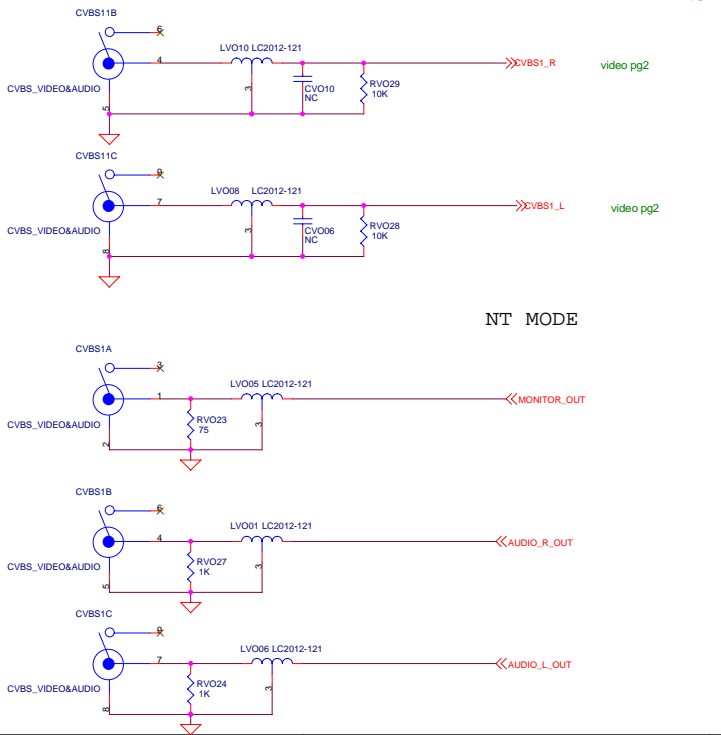 CVBS11B
6
LVO10 LC2012-121
4
CVBS1_R
video pg2
CVBS_VIDEO&AUDIO
3
CVO10
NC
RVO29
10K
5
CVBS11C
9
LVO08 LC2012-121
7
CVBS1_L
video pg2
CVBS_VIDEO&AUDIO
3
CVO06
NC
RVO28
10K
8
NT MODE
CVBS1A
3
LVO05 LC2012-121
1
MONITOR_OUT
CVBS_VIDEO&AUDIO
RVO23
75
3
2
CVBS1B
6
LVO01 LC2012-121
4
AUDIO_R_OUT
CVBS_VIDEO&AUDIO
RVO27
1K
3
5
CVBS1C
9
LVO06 LC2012-121
7
AUDIO_L_OUT
CVBS_VIDEO&AUDIO
RVO24
1K
3
8